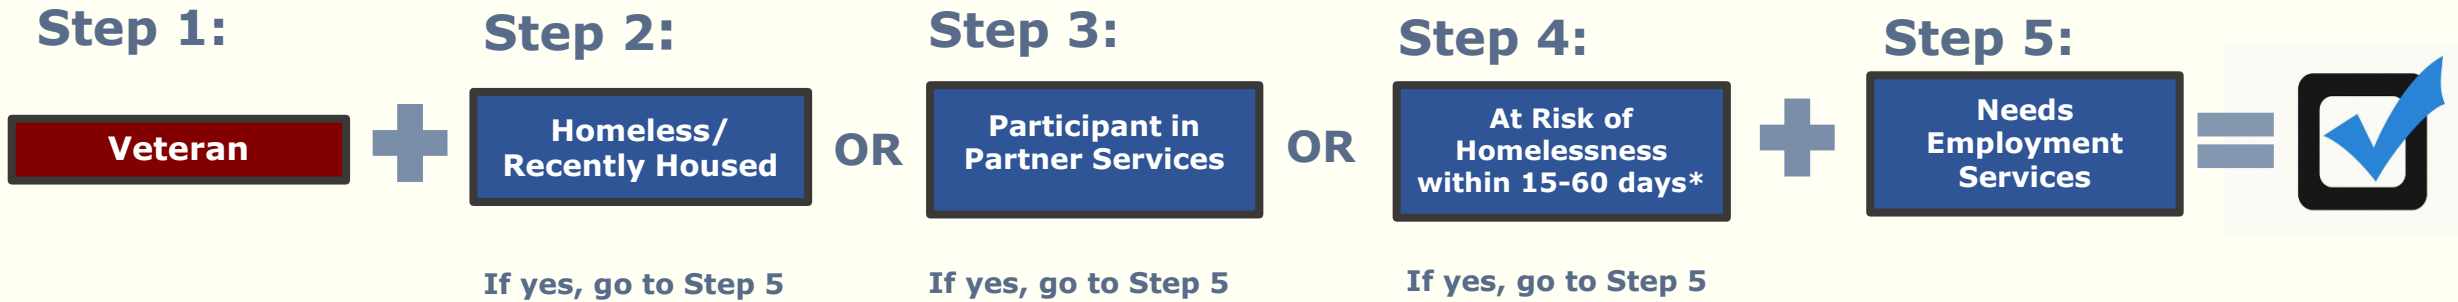 Step 1:
Veteran
Step 2:
Homeless/
Recently Housed
If yes, go to Step 5
OR
Step 3:
Participant in
Partner Services
If yes, go to Step 5
OR
Step 4:
At Risk of
Homelessness
within 15-60 days*
If yes, go to Step 5
Step 5:
Needs
Employment
Services